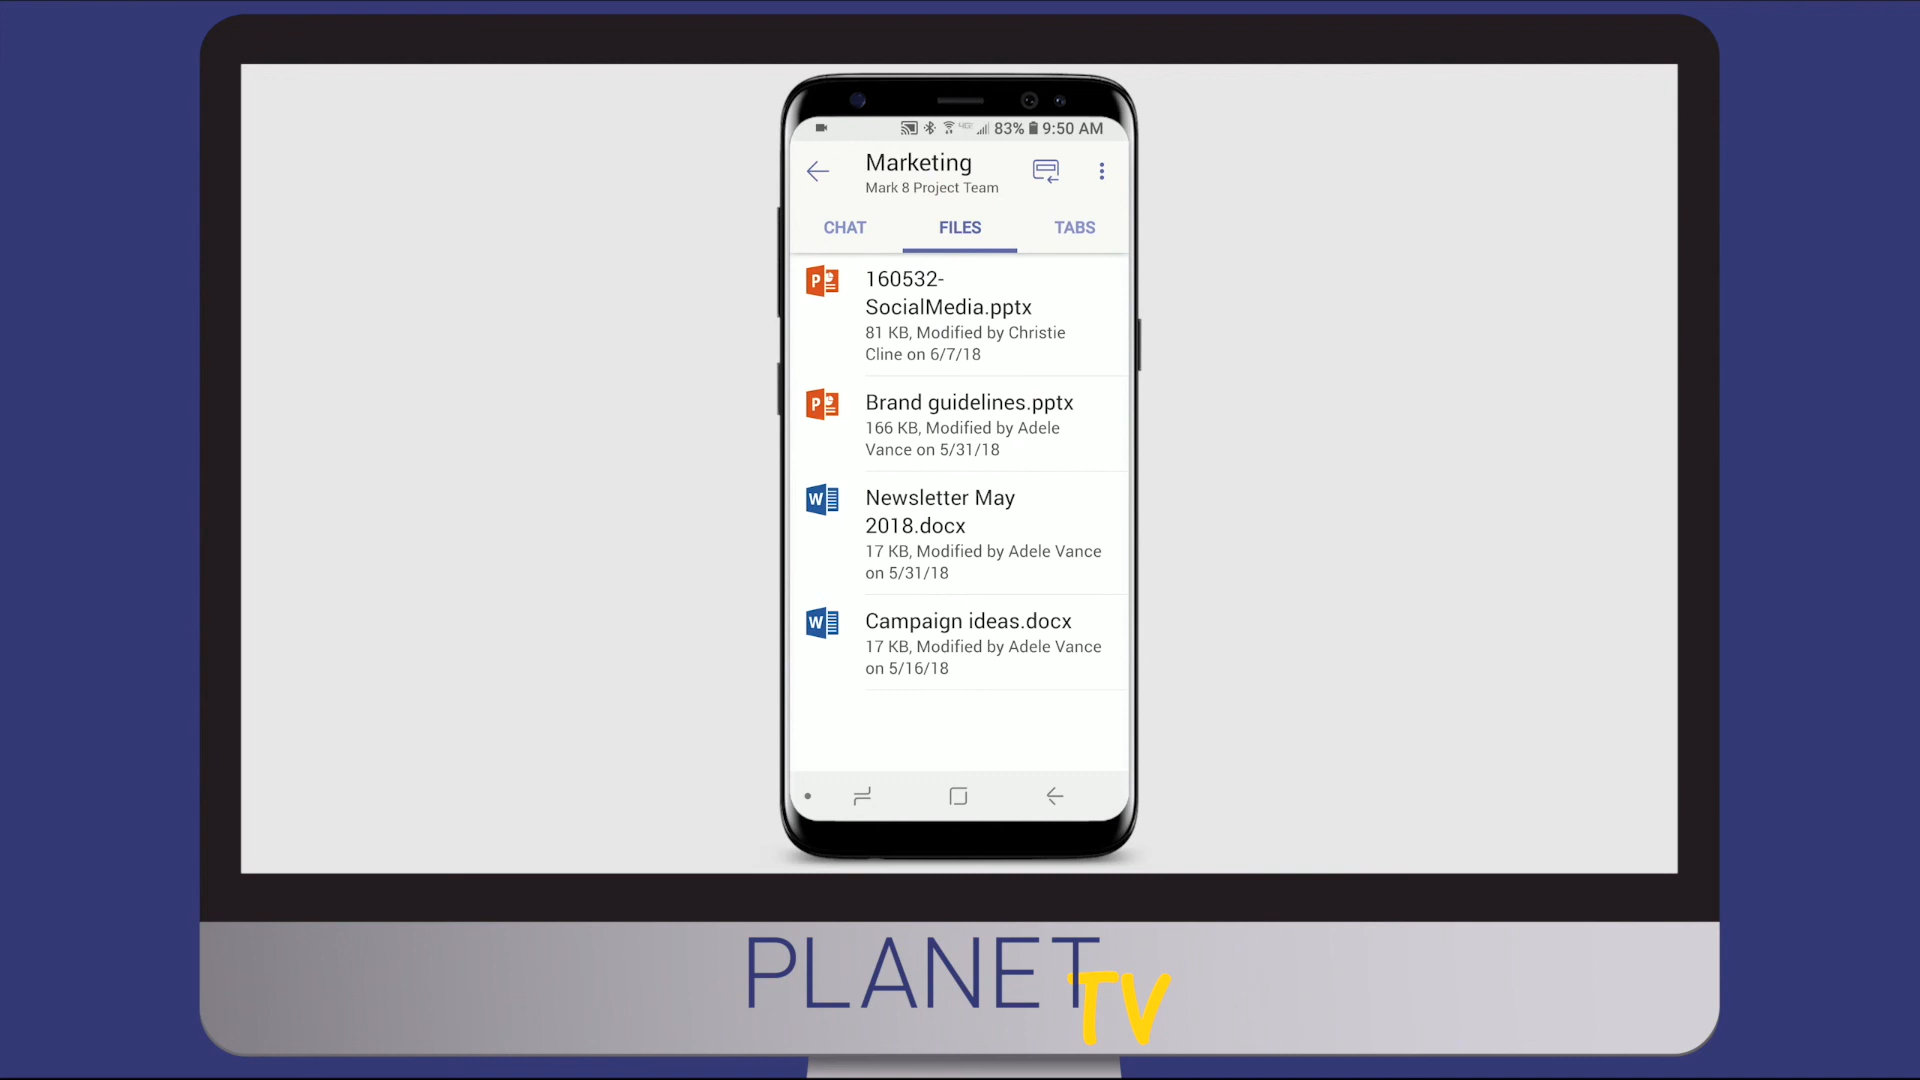 83% 9:50 AM
Marketing
Mark 8 Project Team
CHAT FILES TABS
160532-
SocialMedia.pptx
81 KB, Modified by Christie
Cline on 6/7/18
Brand guidelines.pptx
166 KB, Modified by Adele
Vance on 5/31/18
Newsletter May
2018.docx
17 KB, Modified by Adele Vance
on 5/31/18
Campaign ideas.docx
17 KB, Modified by Adele Vance
on 5/16/18
PLANET
TV